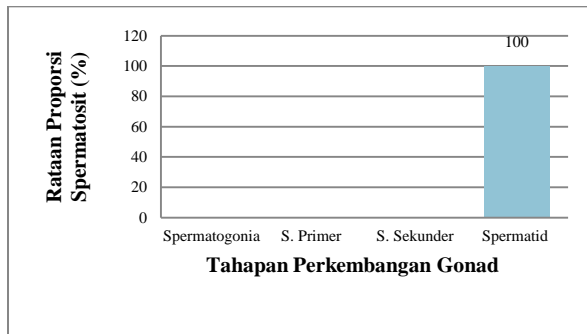 Rataan Proporsi
Spermatosit (%)
120
100
80
60
40
20
0
100
Spermatogonia S. Primer S. Sekunder Spermatid
Tahapan Perkembangan Gonad